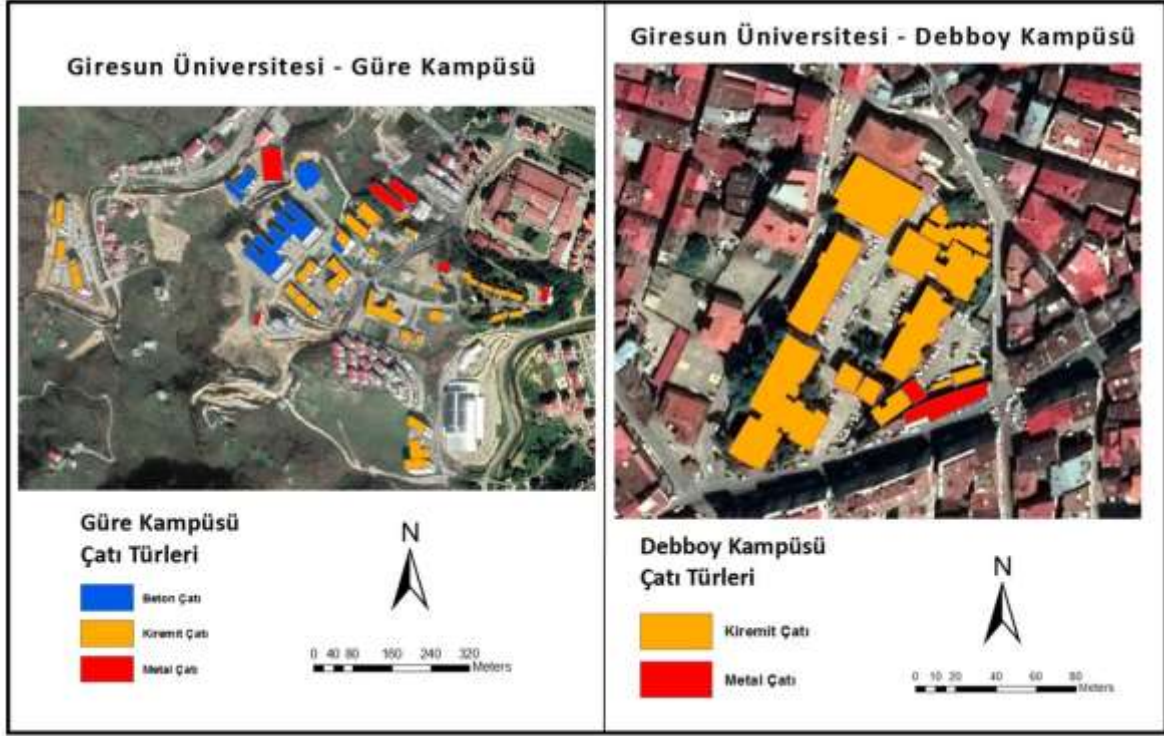 Giresun Üniversitesi - Güre Kampüsü
Güre Kampüsü
Çatı Türleri
Beton Çatı
Kiremit Çatı
Metal Çatı
N
0 40 80 160 240 320
Meters
Giresun Üniversitesi - Debboy Kampüsü
Debboy Kampüsü
Çatı Türleri
Kiremit Çatı
Metal Çatı
N
0 10 20 40 60 80
Meters